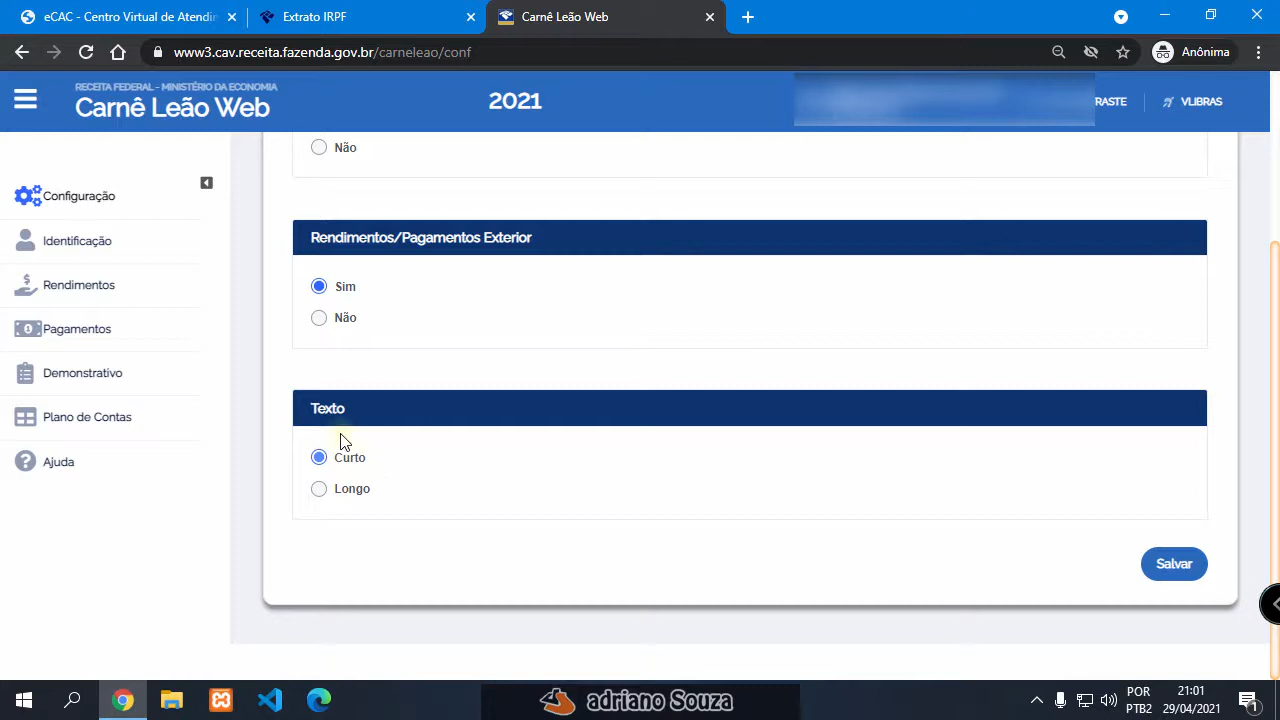 eCAC - Centro Virtual de Atendin
Extrato IRPF
Carnê Leão Web
www3.cav.receita.fazenda.gov.br/carneleao/conf
Anônima
RECEITA FEDERAL - MINISTÉRIO DA ECONOMIA
Carnê Leão Web
2021
RASTE
VLIBRAS
Configuração
Identificação
Rendimentos
Pagamentos
Demonstrativo
Plano de Contas
Ajuda
Não
Rendimentos/Pagamentos Exterior
Sim
Não
Texto
Curto
Longo
Salvar
adriano Souza
POR
PTB2
21:01
29/04/2021
1